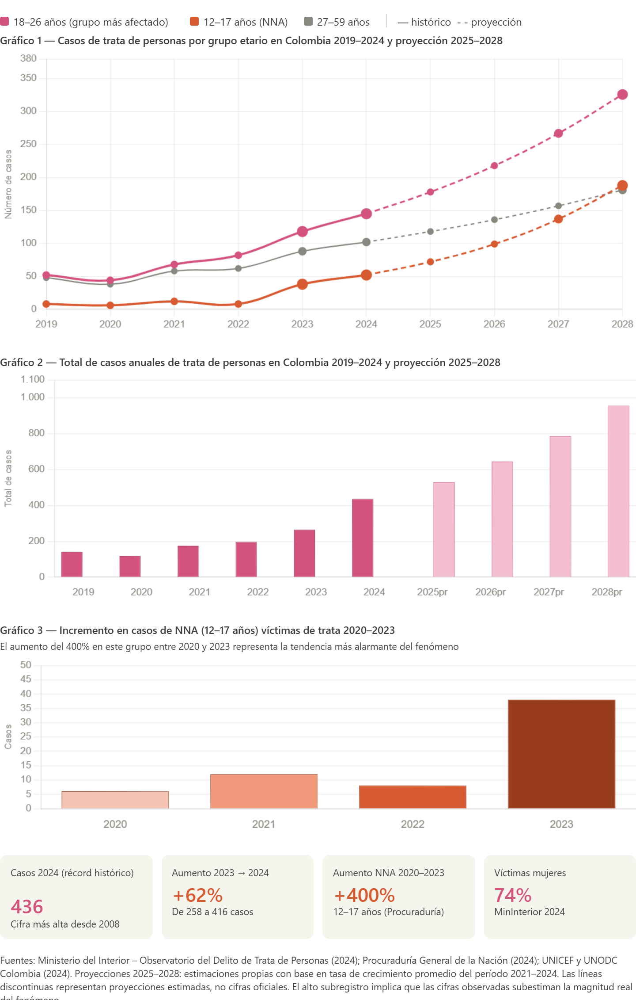 18–26 años (grupo más afectado) 12–17 años (NNA) 27–59 años — histórico - - proyección
Gráfico 1 — Casos de trata de personas por grupo etario en Colombia 2019–2024 y proyección 2025–2028
380
350
300
250
200
150
100
50
0
Número de casos
2019 2020 2021 2022 2023 2024 2025 2026 2027 2028
Gráfico 2 — Total de casos anuales de trata de personas en Colombia 2019–2024 y proyección 2025–2028
1.100
1.000
800
600
400
200
0
Total de casos
2019 2020 2021 2022 2023 2024 2025pr 2026pr 2027pr 2028pr
Gráfico 3 — Incremento en casos de NNA (12–17 años) víctimas de trata 2020–2023
El aumento del 400% en este grupo entre 2020 y 2023 representa la tendencia más alarmante del fenómeno
50
45
40
35
30
25
20
15
10
5
0
Casos
2020 2021 2022 2023
Casos 2024 (récord histórico)
436
Cifra más alta desde 2008
Aumento 2023 → 2024
+62%
De 258 a 416 casos
Aumento NNA 2020–2023
+400%
12–17 años (Procuraduría)
Víctimas mujeres
74%
MinInterior 2024
Fuentes: Ministerio del Interior – Observatorio del Delito de Trata de Personas (2024); Procuraduría General de la Nación (2024); UNICEF y UNODC
Colombia (2024). Proyecciones 2025–2028: estimaciones propias con base en tasa de crecimiento promedio del período 2021–2024. Las líneas
discontinuas representan proyecciones estimadas, no cifras oficiales. El alto subregistro implica que las cifras observadas subestiman la magnitud real
del fenómeno.